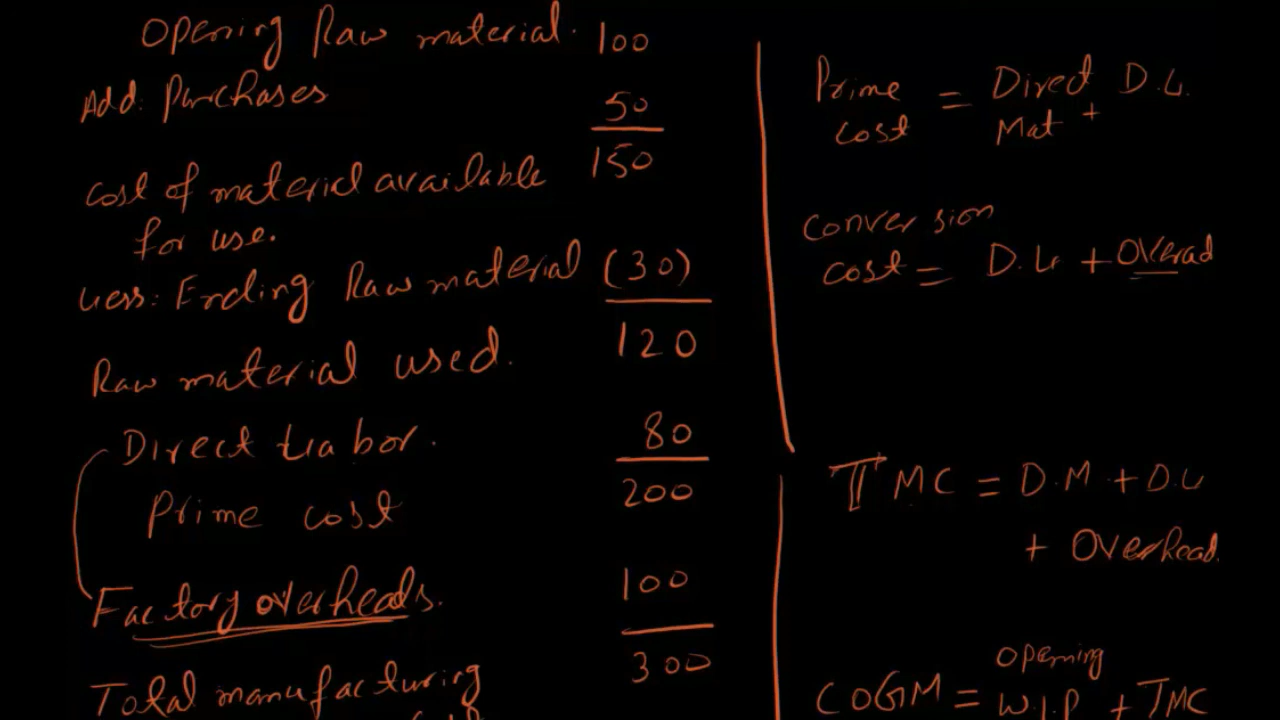 Opening Raw material. 100
Add: Purchases 50
150
Cost of material available
for use.
Less: Ending Raw material (30)
120
Raw material used.
Direct Labor. 80
Prime cost 200
Factory overheads. 100
Total manufacturing 300
Prime = Direct D.L.
cost Mat +
Conversion
cost = D.L + Overad
TMC = D.M + D.L
+ Overhead.
Opening
COGM = W.I.P + TMC